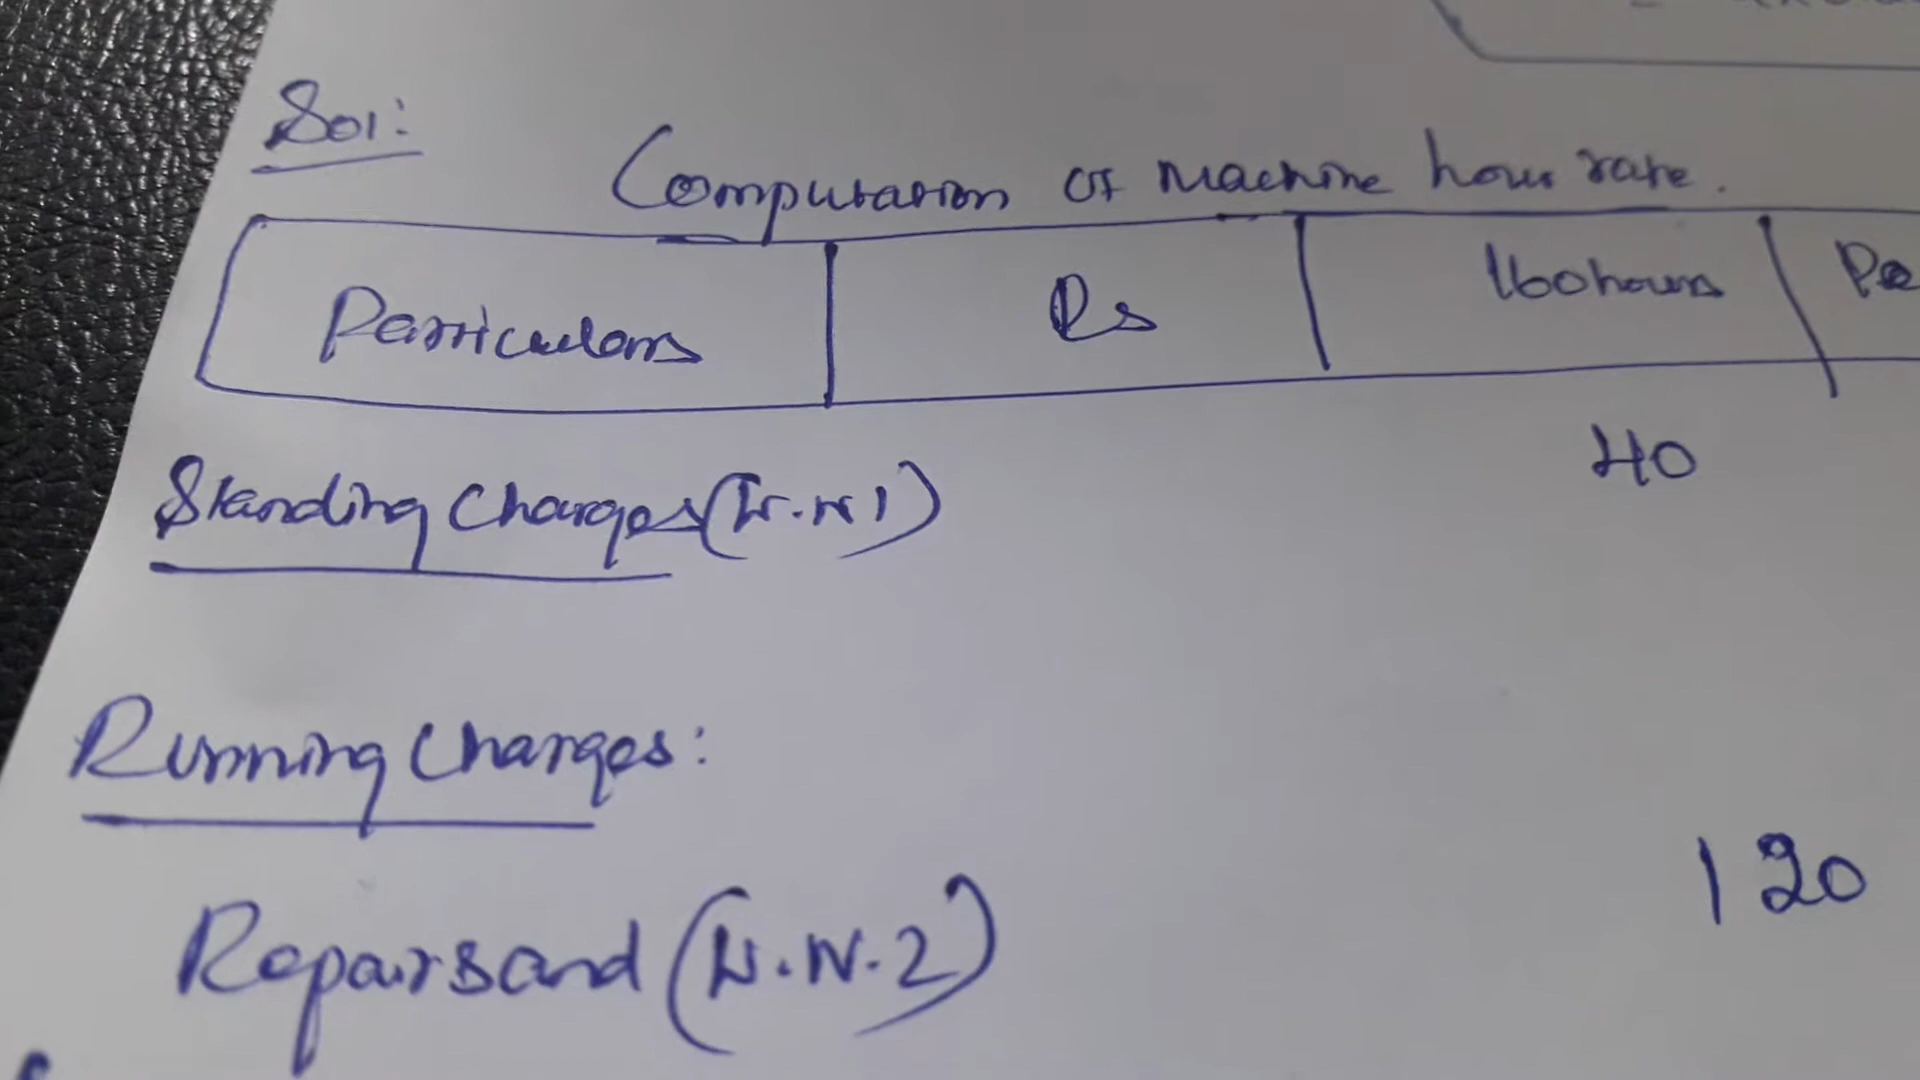 Sol:
Computation of Machine hour rate.
Particulars Rs 160 hours Pe
40
Standing Charges (W.N 1)
Running Charges:
120
Repairs and (W.N.2)